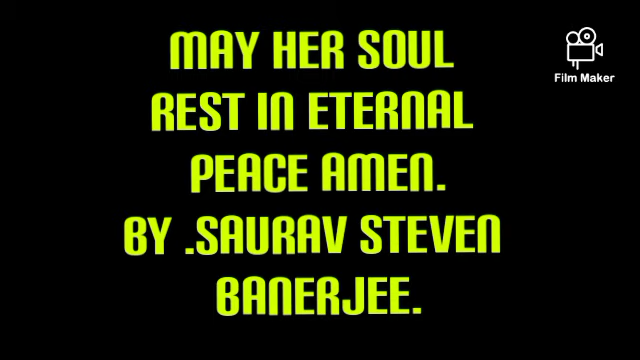 MAY HER SOUL
REST IN ETERNAL
PEACE AMEN.
BY .SAURAV STEVEN
BANERJEE.
Film Maker